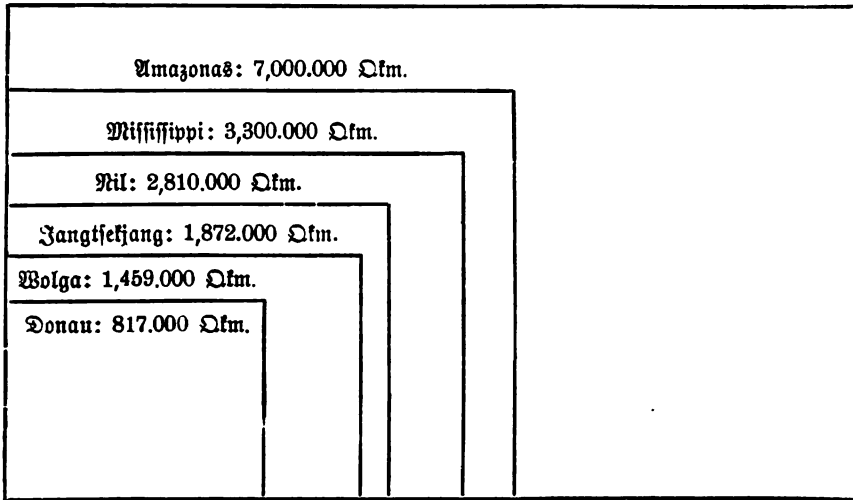 Amazonas: 7,000.000 Qkm.
Miſſiſſippi: 3,300.000 Qkm.
Nil: 2,810.000 Qkm.
Jangtſekjang: 1,872.000 Qkm.
Wolga: 1,459.000 Qkm.
Donau: 817.000 Qkm.